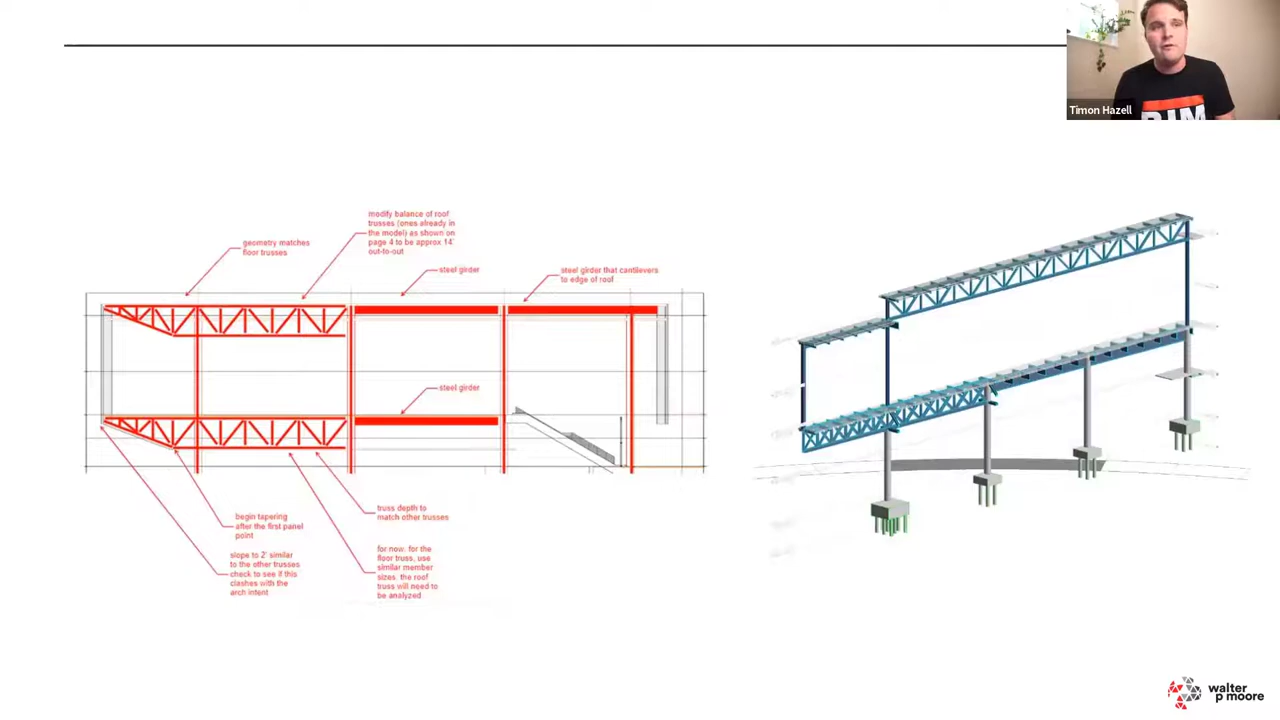 Timon Hazell
BIM
modify balance of roof
trusses (ones already in
the model) as shown on
page 4 to be approx 14'
out-to-out
geometry matches
floor trusses
steel girder
steel girder that cantilevers
to edge of roof
steel girder
begin tapering
after the first panel
point
truss depth to
match other trusses
slope to 2' similar
to the other trusses
check to see if this
clashes with the
arch intent
for now, for the
floor truss, use
similar member
sizes. the roof
truss will need to
be analyzed
walter
p moore